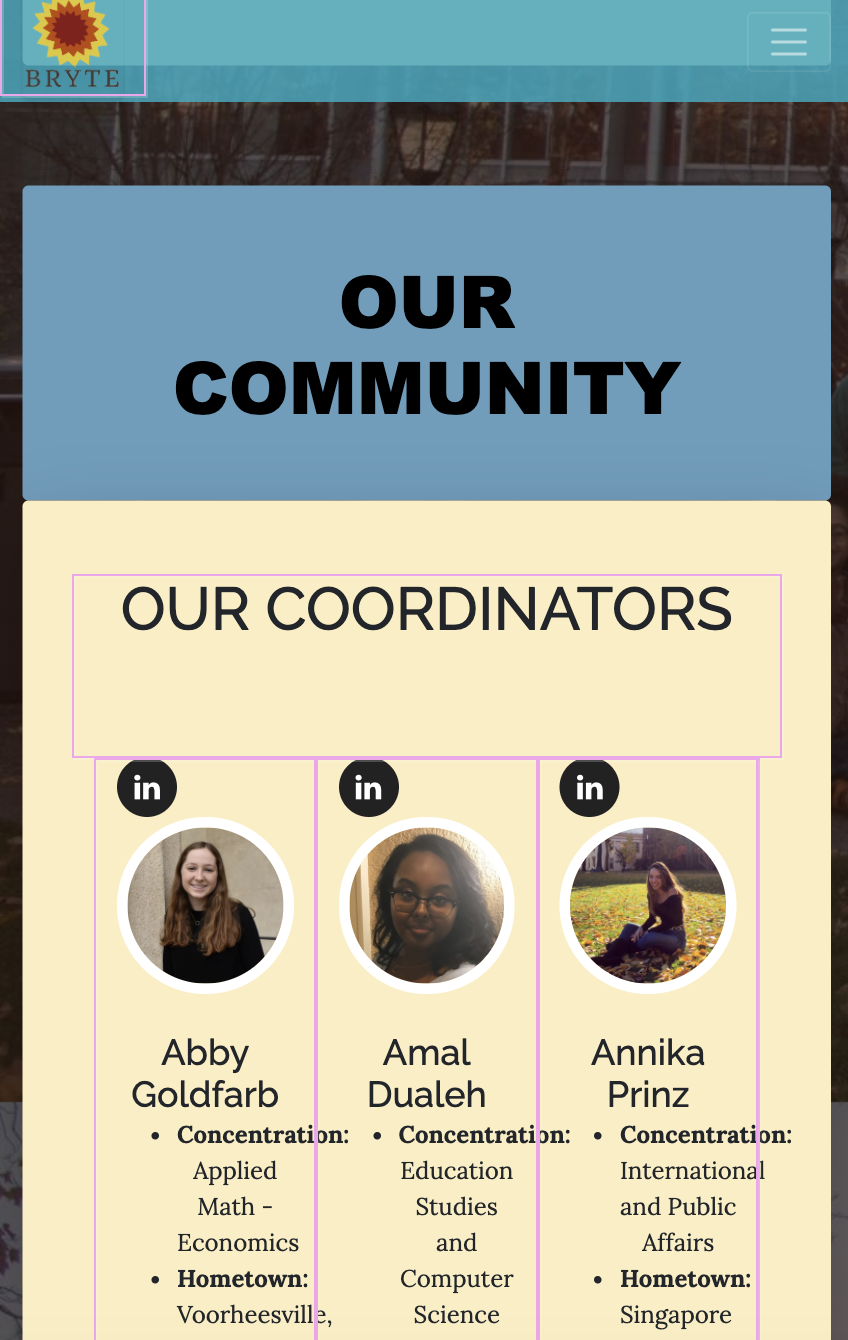 BRYTE
OUR
COMMUNITY
OUR COORDINATORS
in
in
in
Abby
Goldfarb
Concentration:
Applied
Math -
Economics
Hometown:
Voorheesville,
Amal
Dualeh
Concentration:
Education
Studies
and
Computer
Science
Annika
Prinz
Concentration:
International
and Public
Affairs
Hometown:
Singapore